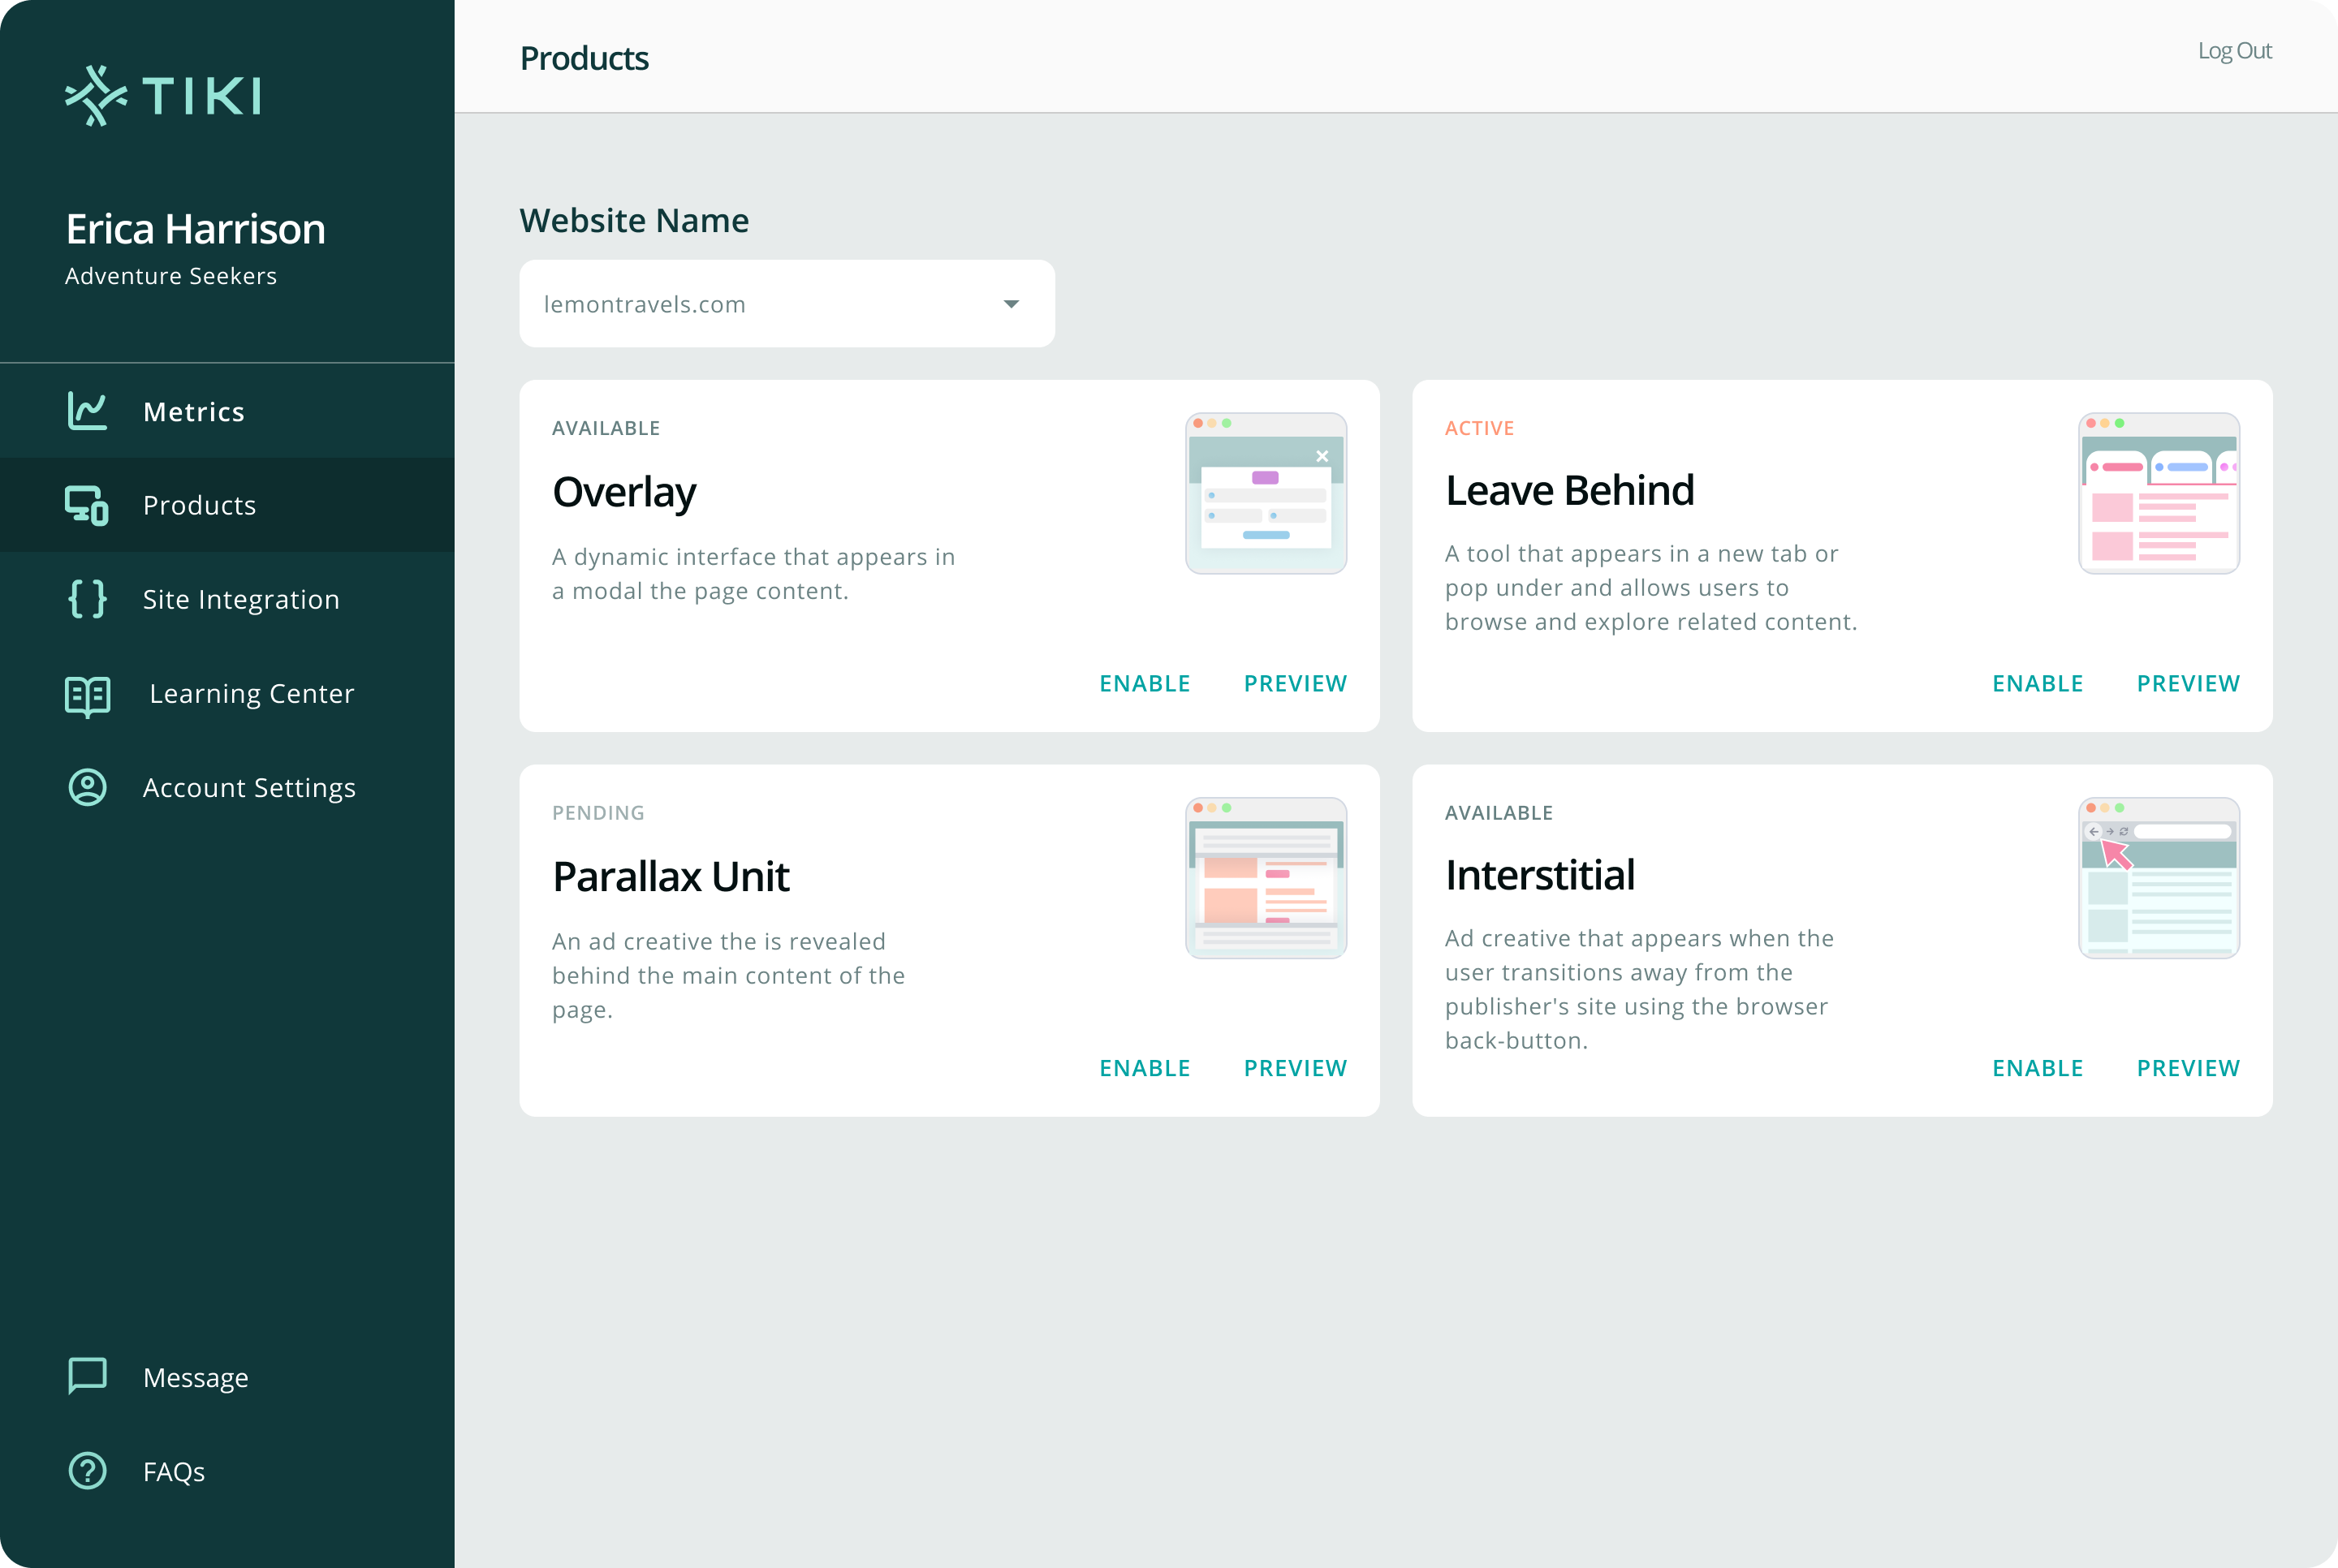 TIKI
Erica Harrison
Adventure Seekers
Metrics
Products
Site Integration
Learning Center
Account Settings
Message
FAQs
Products
Log Out
Website Name
lemontravels.com
AVAILABLE
Overlay
A dynamic interface that appears in
a modal the page content.
ENABLE PREVIEW
ACTIVE
Leave Behind
A tool that appears in a new tab or
pop under and allows users to
browse and explore related content.
ENABLE PREVIEW
PENDING
Parallax Unit
An ad creative the is revealed
behind the main content of the
page.
ENABLE PREVIEW
AVAILABLE
Interstitial
Ad creative that appears when the
user transitions away from the
publisher's site using the browser
back-button.
ENABLE PREVIEW